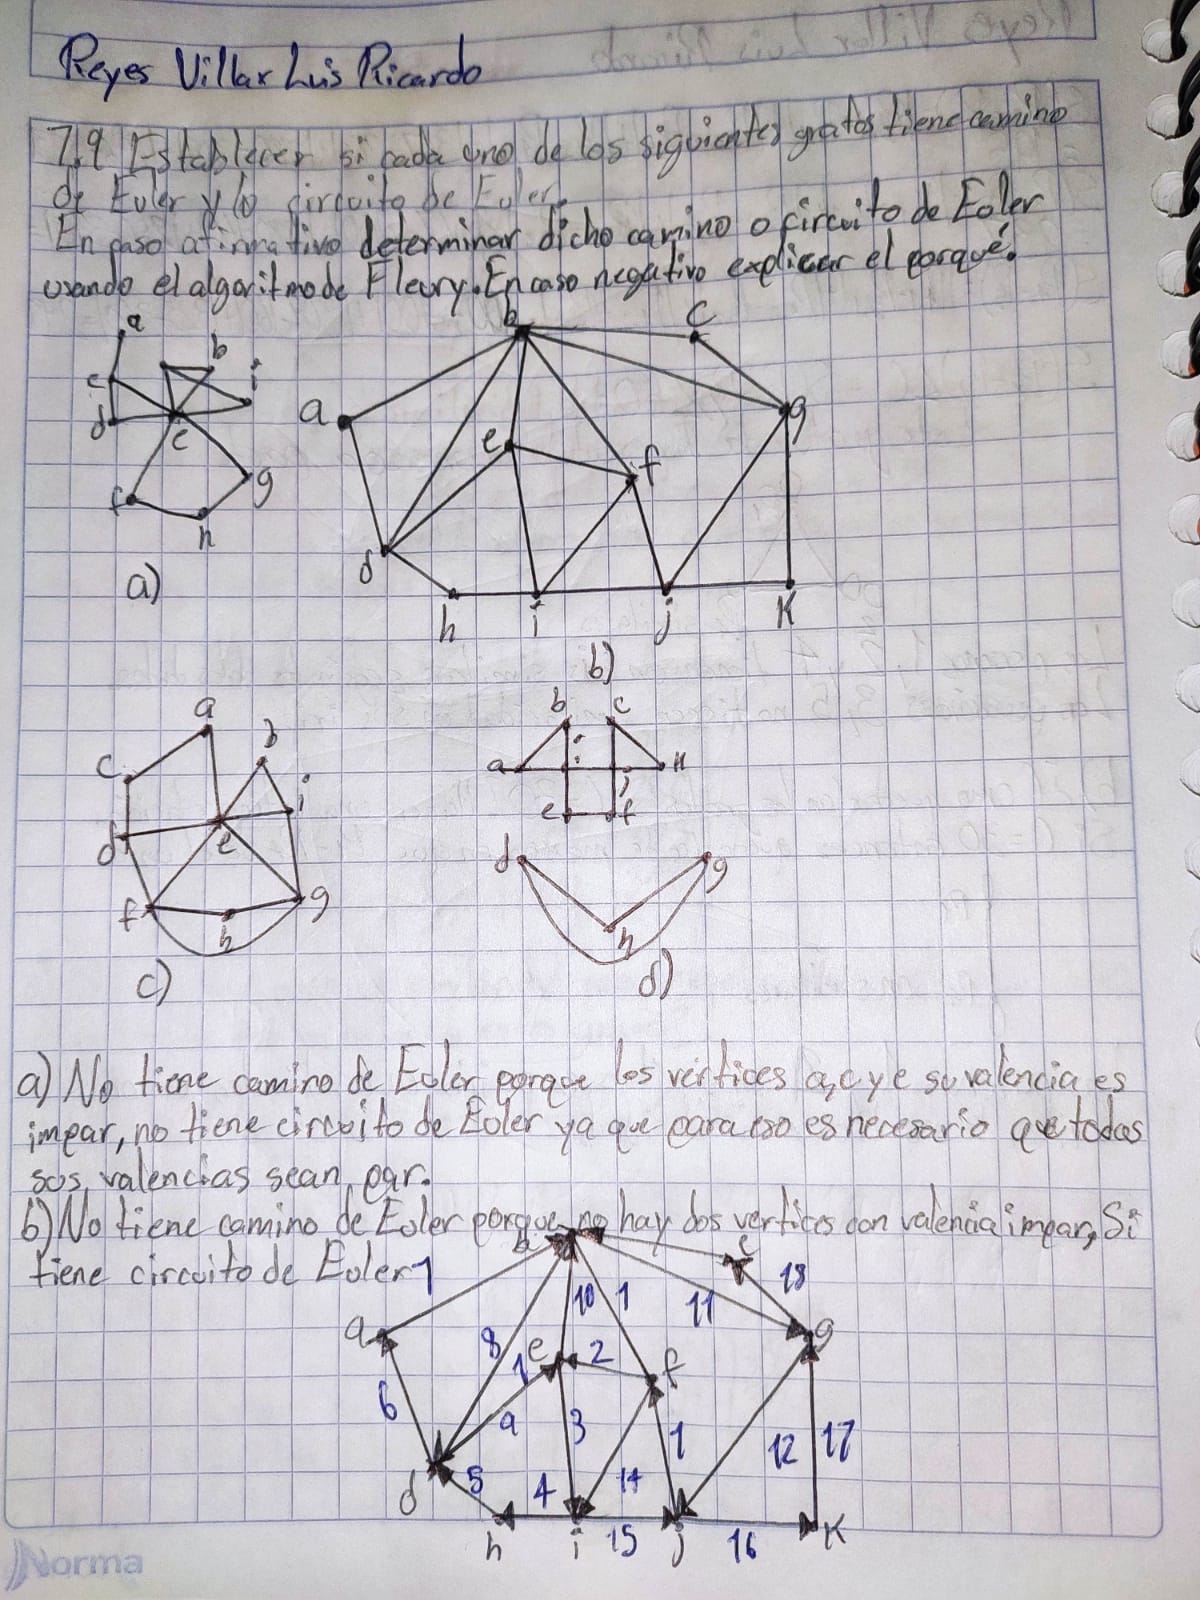 Reyes Villar Luis Ricardo
7.9 Establecer si cada uno de los siguientes grafos tiene camino
de Euler y/o circuito de Euler.
En caso afirmativo determinar dicho camino o circuito de Euler
usando el algoritmo de Fleury. En caso negativo explicar el porqué.
a
b
c
i
d
e
f
g
h
a)
b
c
a
g
e
f
d
h
i
j
K
b)
a
b
c
i
d
e
f
g
h
c)
b
c
a
i
j
K
e
f
d
g
h
d)
a) No tiene camino de Euler porque los vértices a, c y e su valencia es
impar, no tiene circuito de Euler ya que para eso es necesario que todas
sus valencias sean par.
b) No tiene camino de Euler porque no hay dos vertices con valencia impar, Si
tiene circuito de Euler
7
b
c
18
10
1
11
a
8
1
e
2
f
g
6
9
3
1
12
17
d
5
4
14
h
i
15
j
16
K
Norma